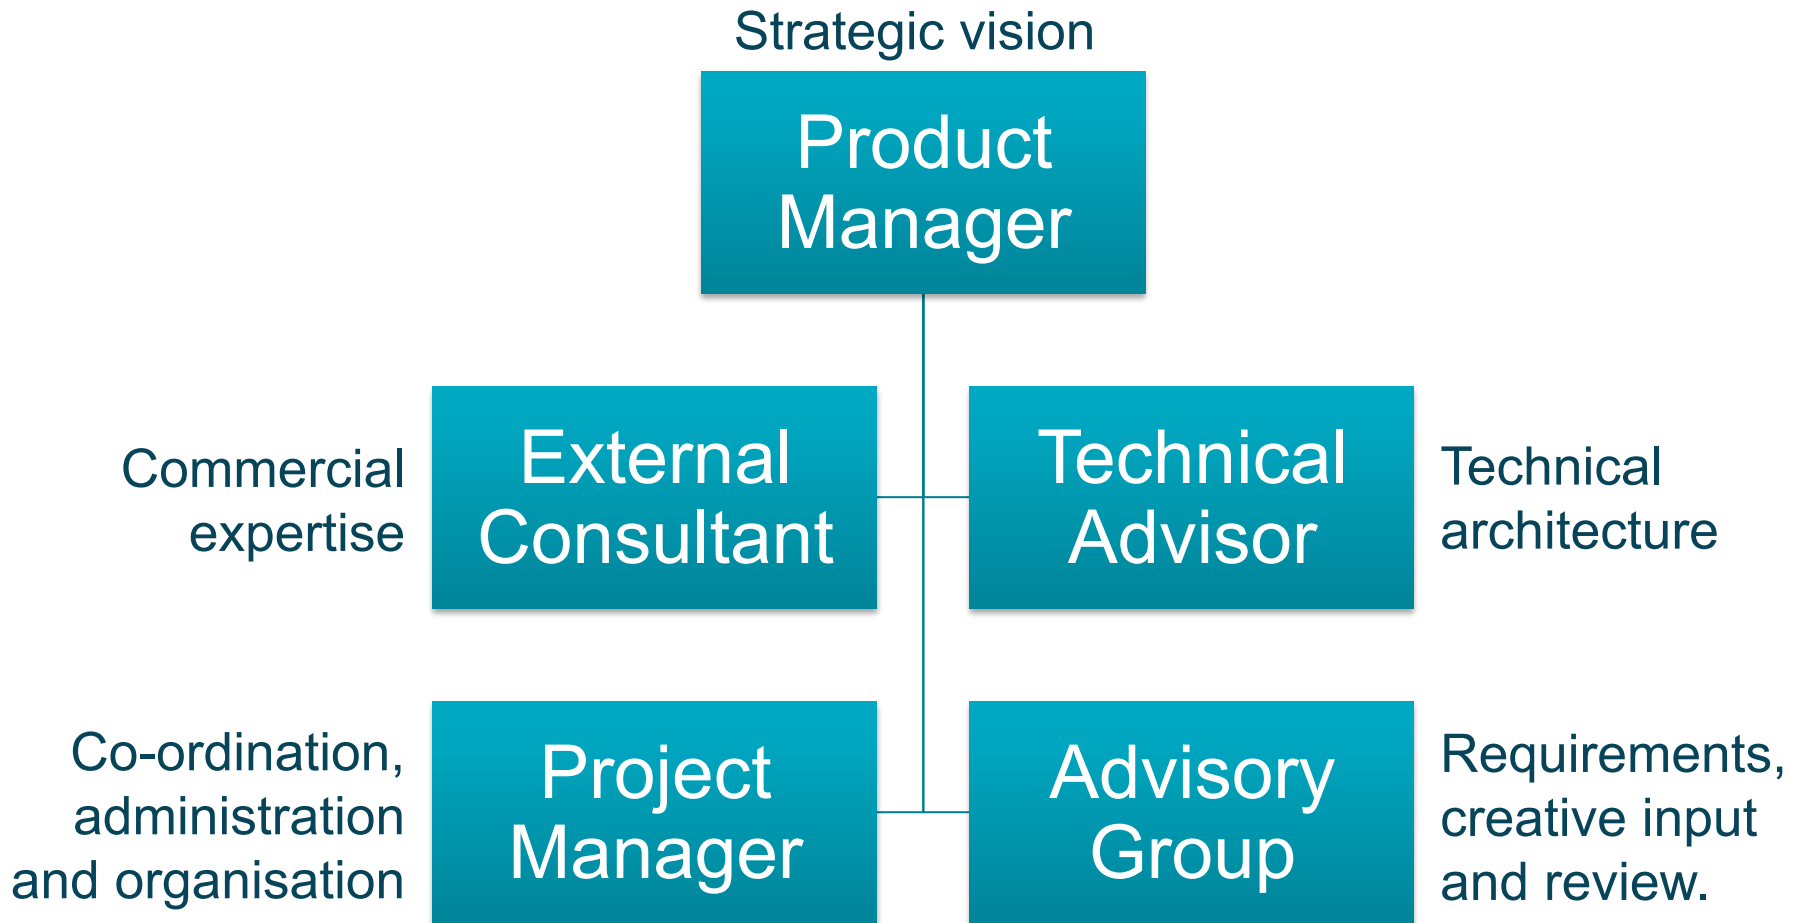 Strategic vision
Product
Manager
Commercial
expertise
External
Consultant
Technical
Advisor
Technical
architecture
Co-ordination,
administration
and organisation
Project
Manager
Advisory
Group
Requirements,
creative input
and review.